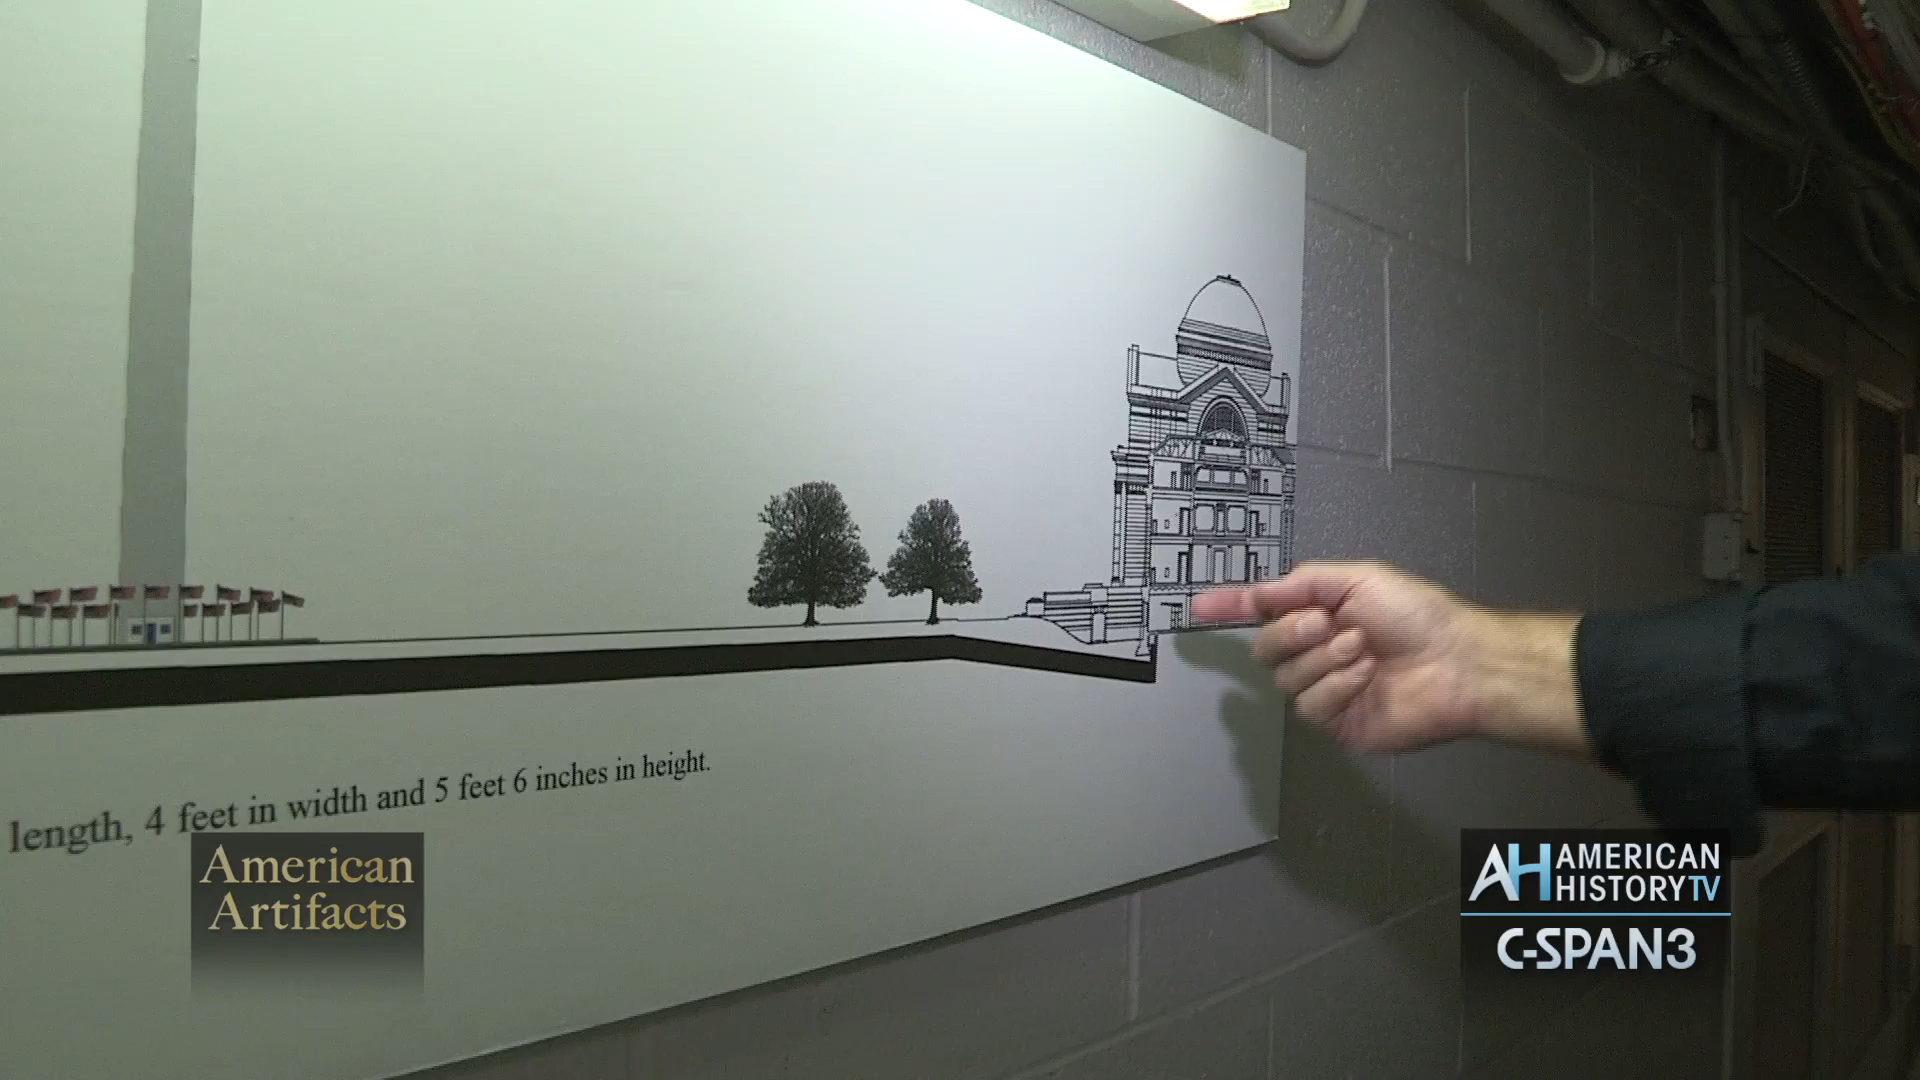 length, 4 feet in width and 5 feet 6 inches in height.
American
Artifacts
AH AMERICAN
HISTORY TV
C-SPAN3